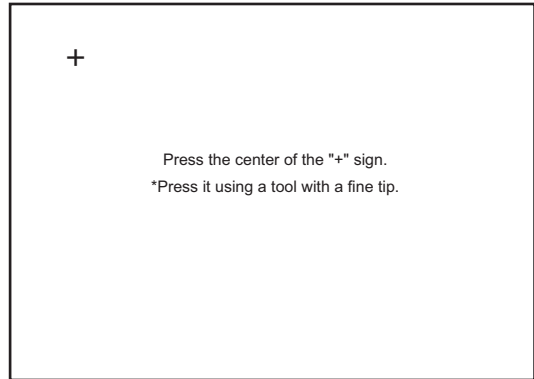 +
Press the center of the "+" sign.
*Press it using a tool with a fine tip.